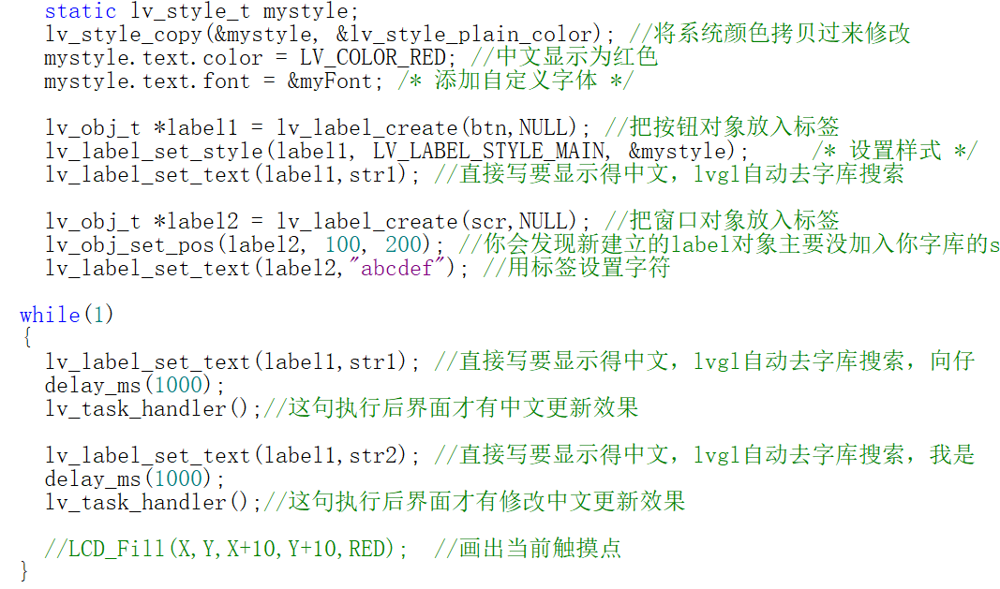 static lv_style_t mystyle;
lv_style_copy(&mystyle, &lv_style_plain_color); //将系统颜色拷贝过来修改
mystyle.text.color = LV_COLOR_RED; //中文显示为红色
mystyle.text.font = &myFont; /* 添加自定义字体 */
lv_obj_t *label1 = lv_label_create(btn,NULL); //把按钮对象放入标签
lv_label_set_style(label1, LV_LABEL_STYLE_MAIN, &mystyle); /* 设置样式 */
lv_label_set_text(label1,str1); //直接写要显示得中文，lvgl自动去字库搜索
lv_obj_t *label2 = lv_label_create(scr,NULL); //把窗口对象放入标签
lv_obj_set_pos(label2, 100, 200); //你会发现新建立的label对象主要没加入你字库的s
lv_label_set_text(label2,"abcdef"); //用标签设置字符
while(1)
{
lv_label_set_text(label1,str1); //直接写要显示得中文，lvgl自动去字库搜索，向仔
delay_ms(1000);
lv_task_handler();//这句执行后界面才有中文更新效果
lv_label_set_text(label1,str2); //直接写要显示得中文，lvgl自动去字库搜索，我是
delay_ms(1000);
lv_task_handler();//这句执行后界面才有修改中文更新效果
//LCD_Fill(X,Y,X+10,Y+10,RED); //画出当前触摸点
}